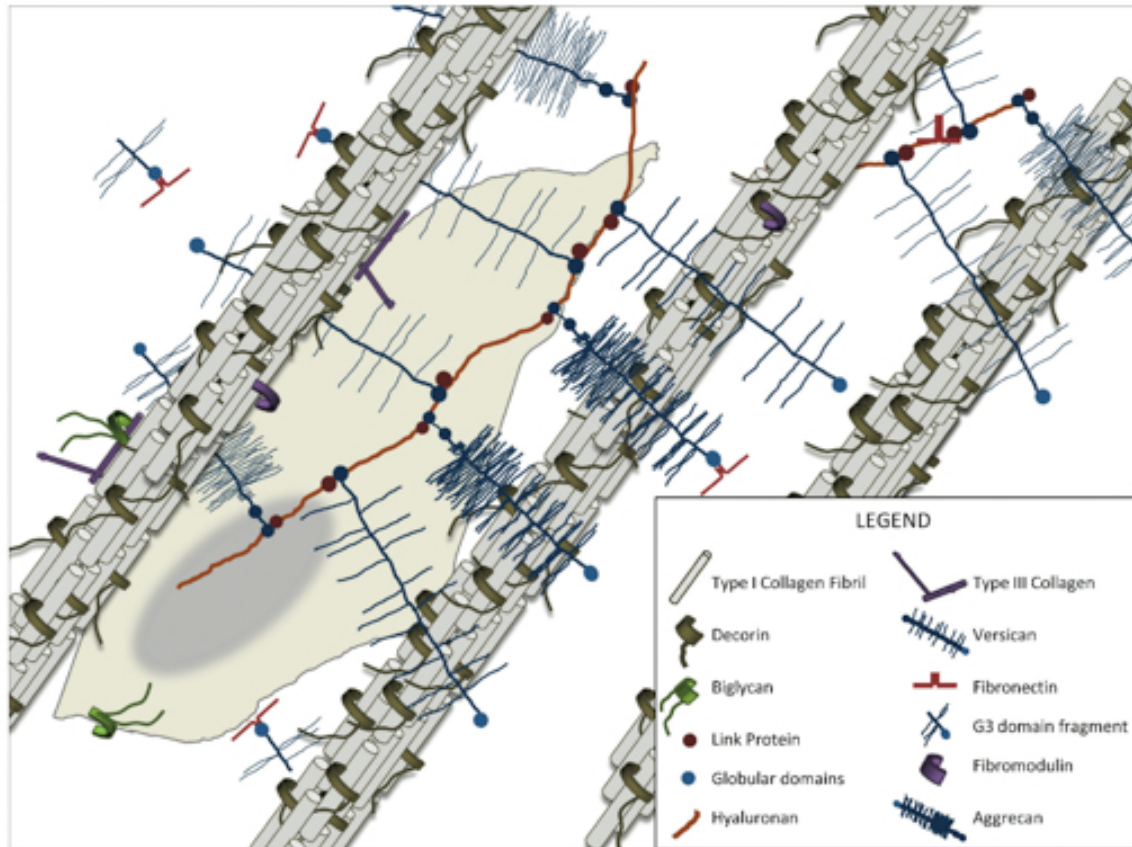 LEGEND
Type I Collagen Fibril
Decorin
Biglycan
Link Protein
Globular domains
Hyaluronan
Type III Collagen
Versican
Fibronectin
G3 domain fragment
Fibromodulin
Aggrecan